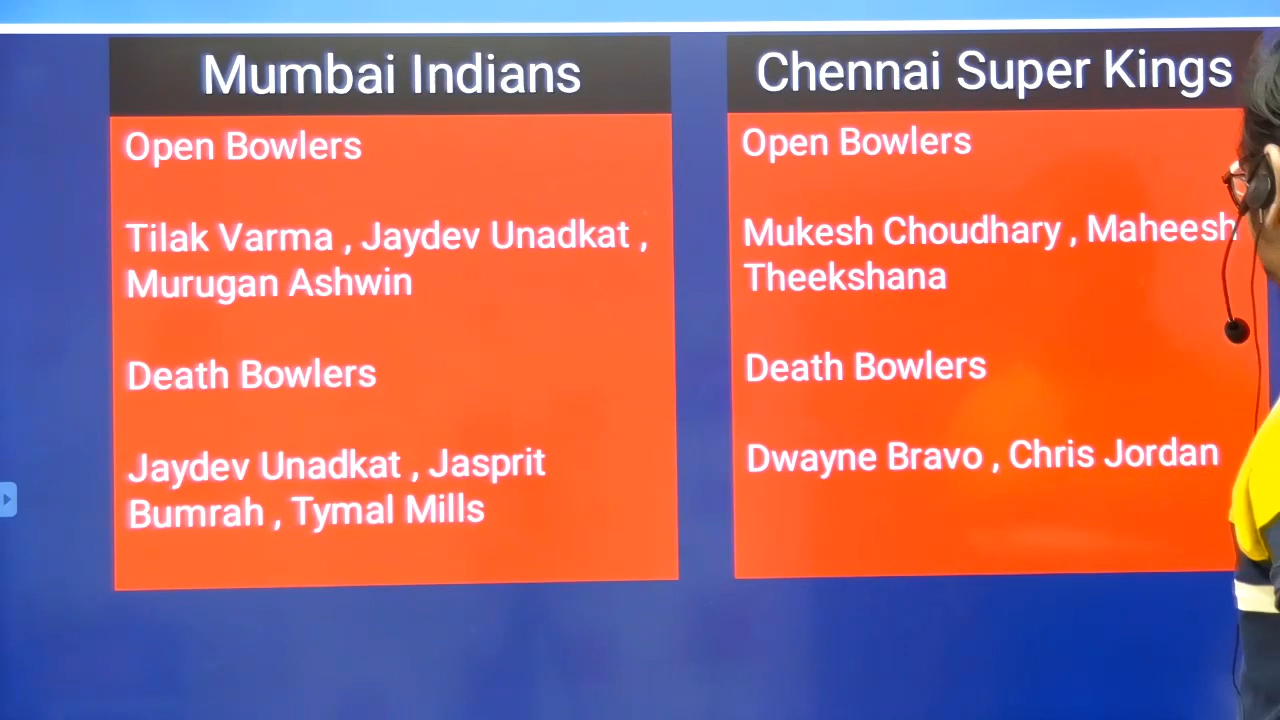 Mumbai Indians
Open Bowlers
Tilak Varma , Jaydev Unadkat ,
Murugan Ashwin
Death Bowlers
Jaydev Unadkat , Jasprit
Bumrah , Tymal Mills
Chennai Super Kings
Open Bowlers
Mukesh Choudhary , Maheesh
Theekshana
Death Bowlers
Dwayne Bravo , Chris Jordan